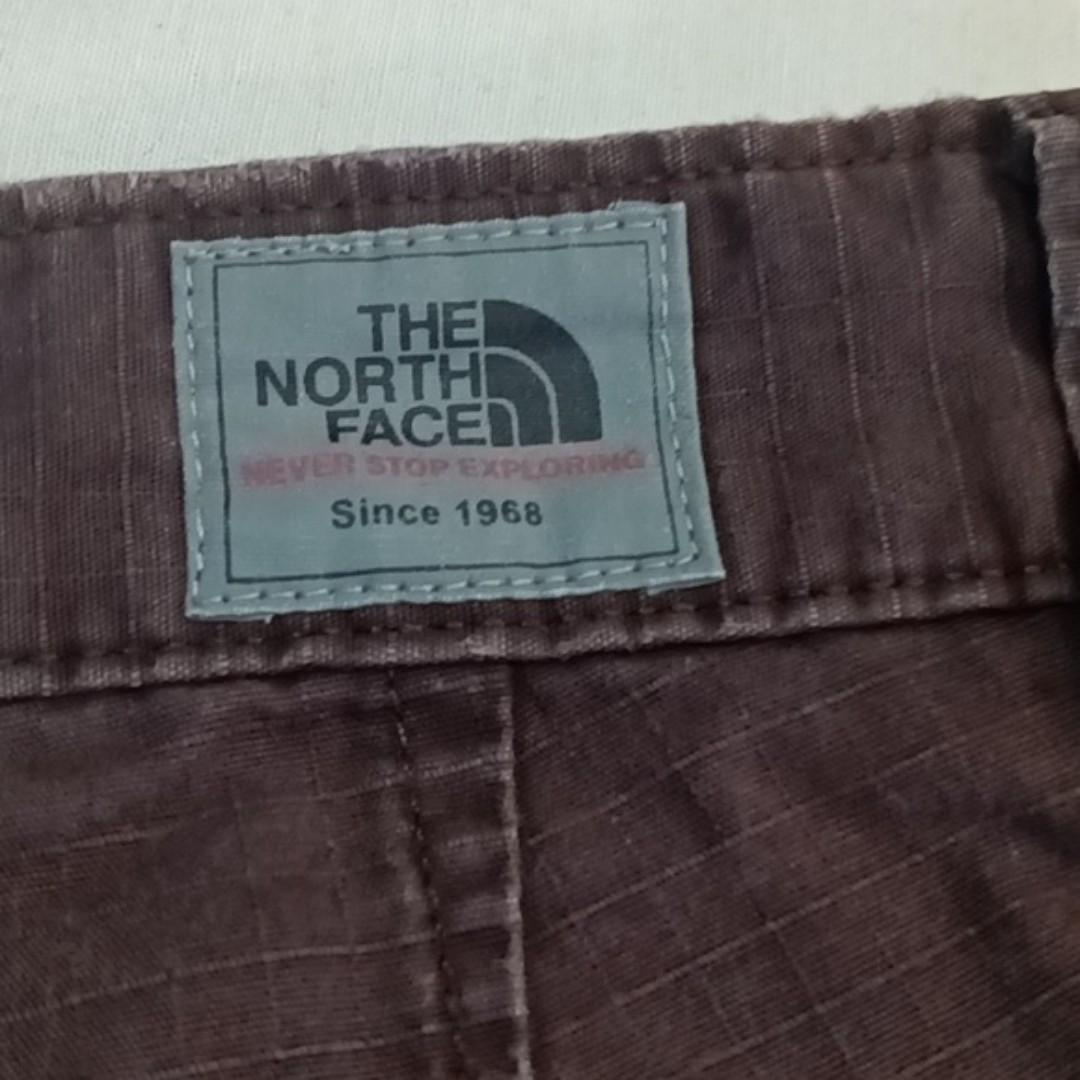 THE
NORTH
FACE
NEVER STOP EXPLORING
Since 1968